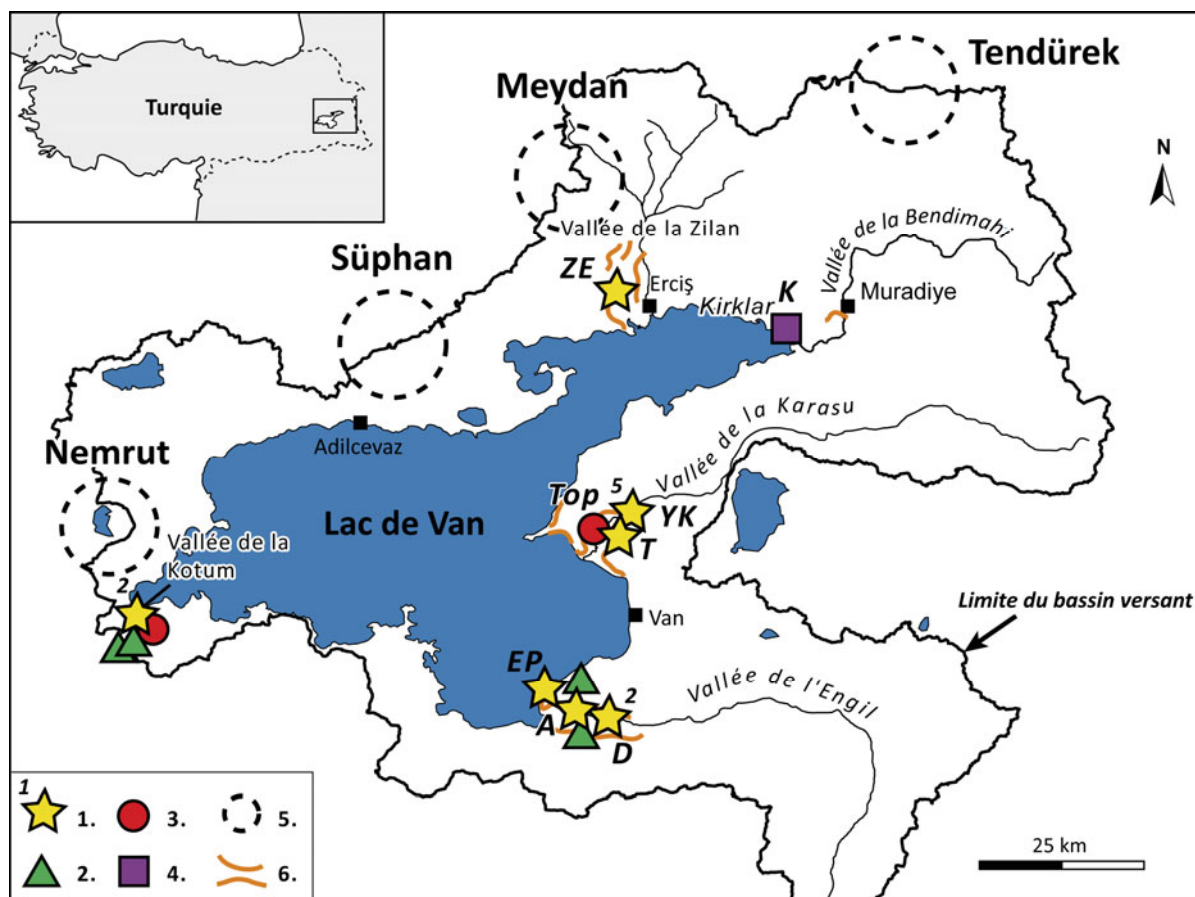 Turquie
Tendürek
Meydan
N
Vallée de la Zilan
Vallée de la Bendimahi
Süphan
ZE
Erciş
Kirklar
K
Muradiye
Adilcevaz
Vallée de la Karasu
Nemrut
Top
5
YK
T
Lac de Van
Vallée de la
Kotum
2
Limite du bassin versant
Van
EP
2
Vallée de l'Engil
A
D
1
1.
3.
5.
2.
4.
6.
25 km